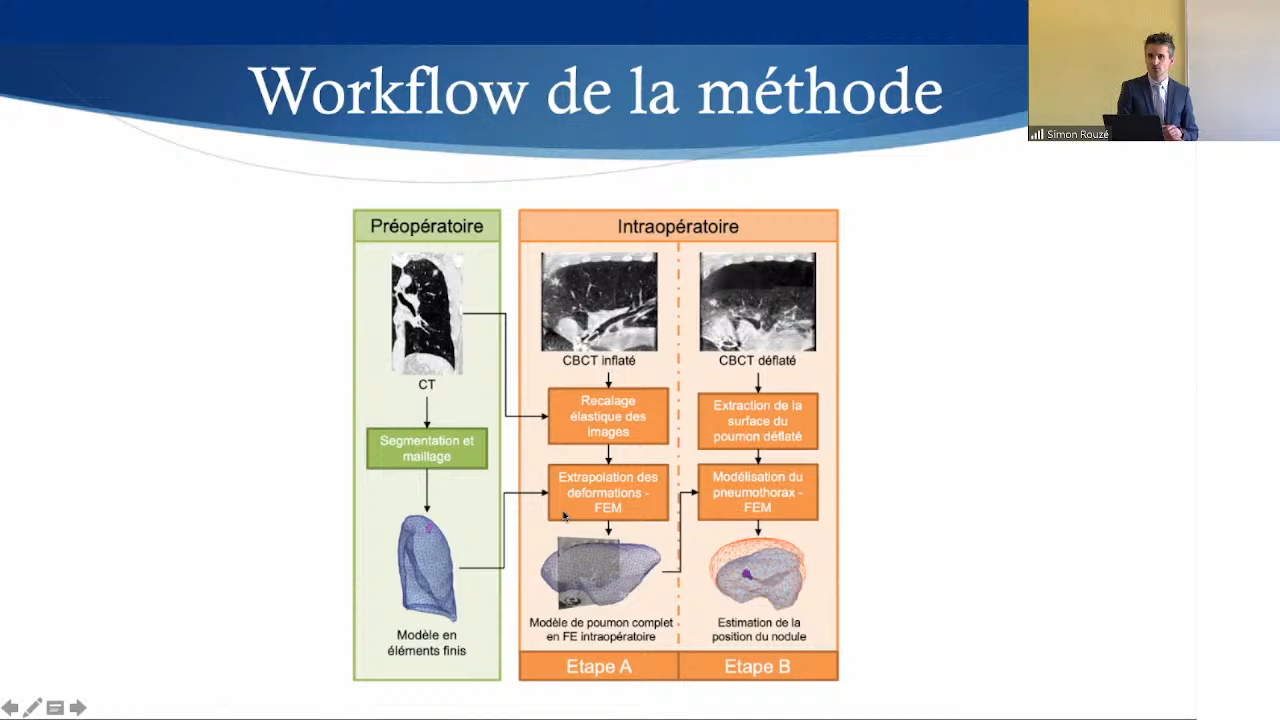 Workflow de la méthode
Simon Rouzé
Préopératoire
CT
Segmentation et
maillage
Modèle en
éléments finis
Intraopératoire
CBCT inflaté
Recalage
élastique des
images
Extrapolation des
deformations -
FEM
Modèle de poumon complet
en FE intraopératoire
Etape A
CBCT déflaté
Extraction de la
surface du
poumon déflaté
Modélisation du
pneumothorax -
FEM
Estimation de la
position du nodule
Etape B